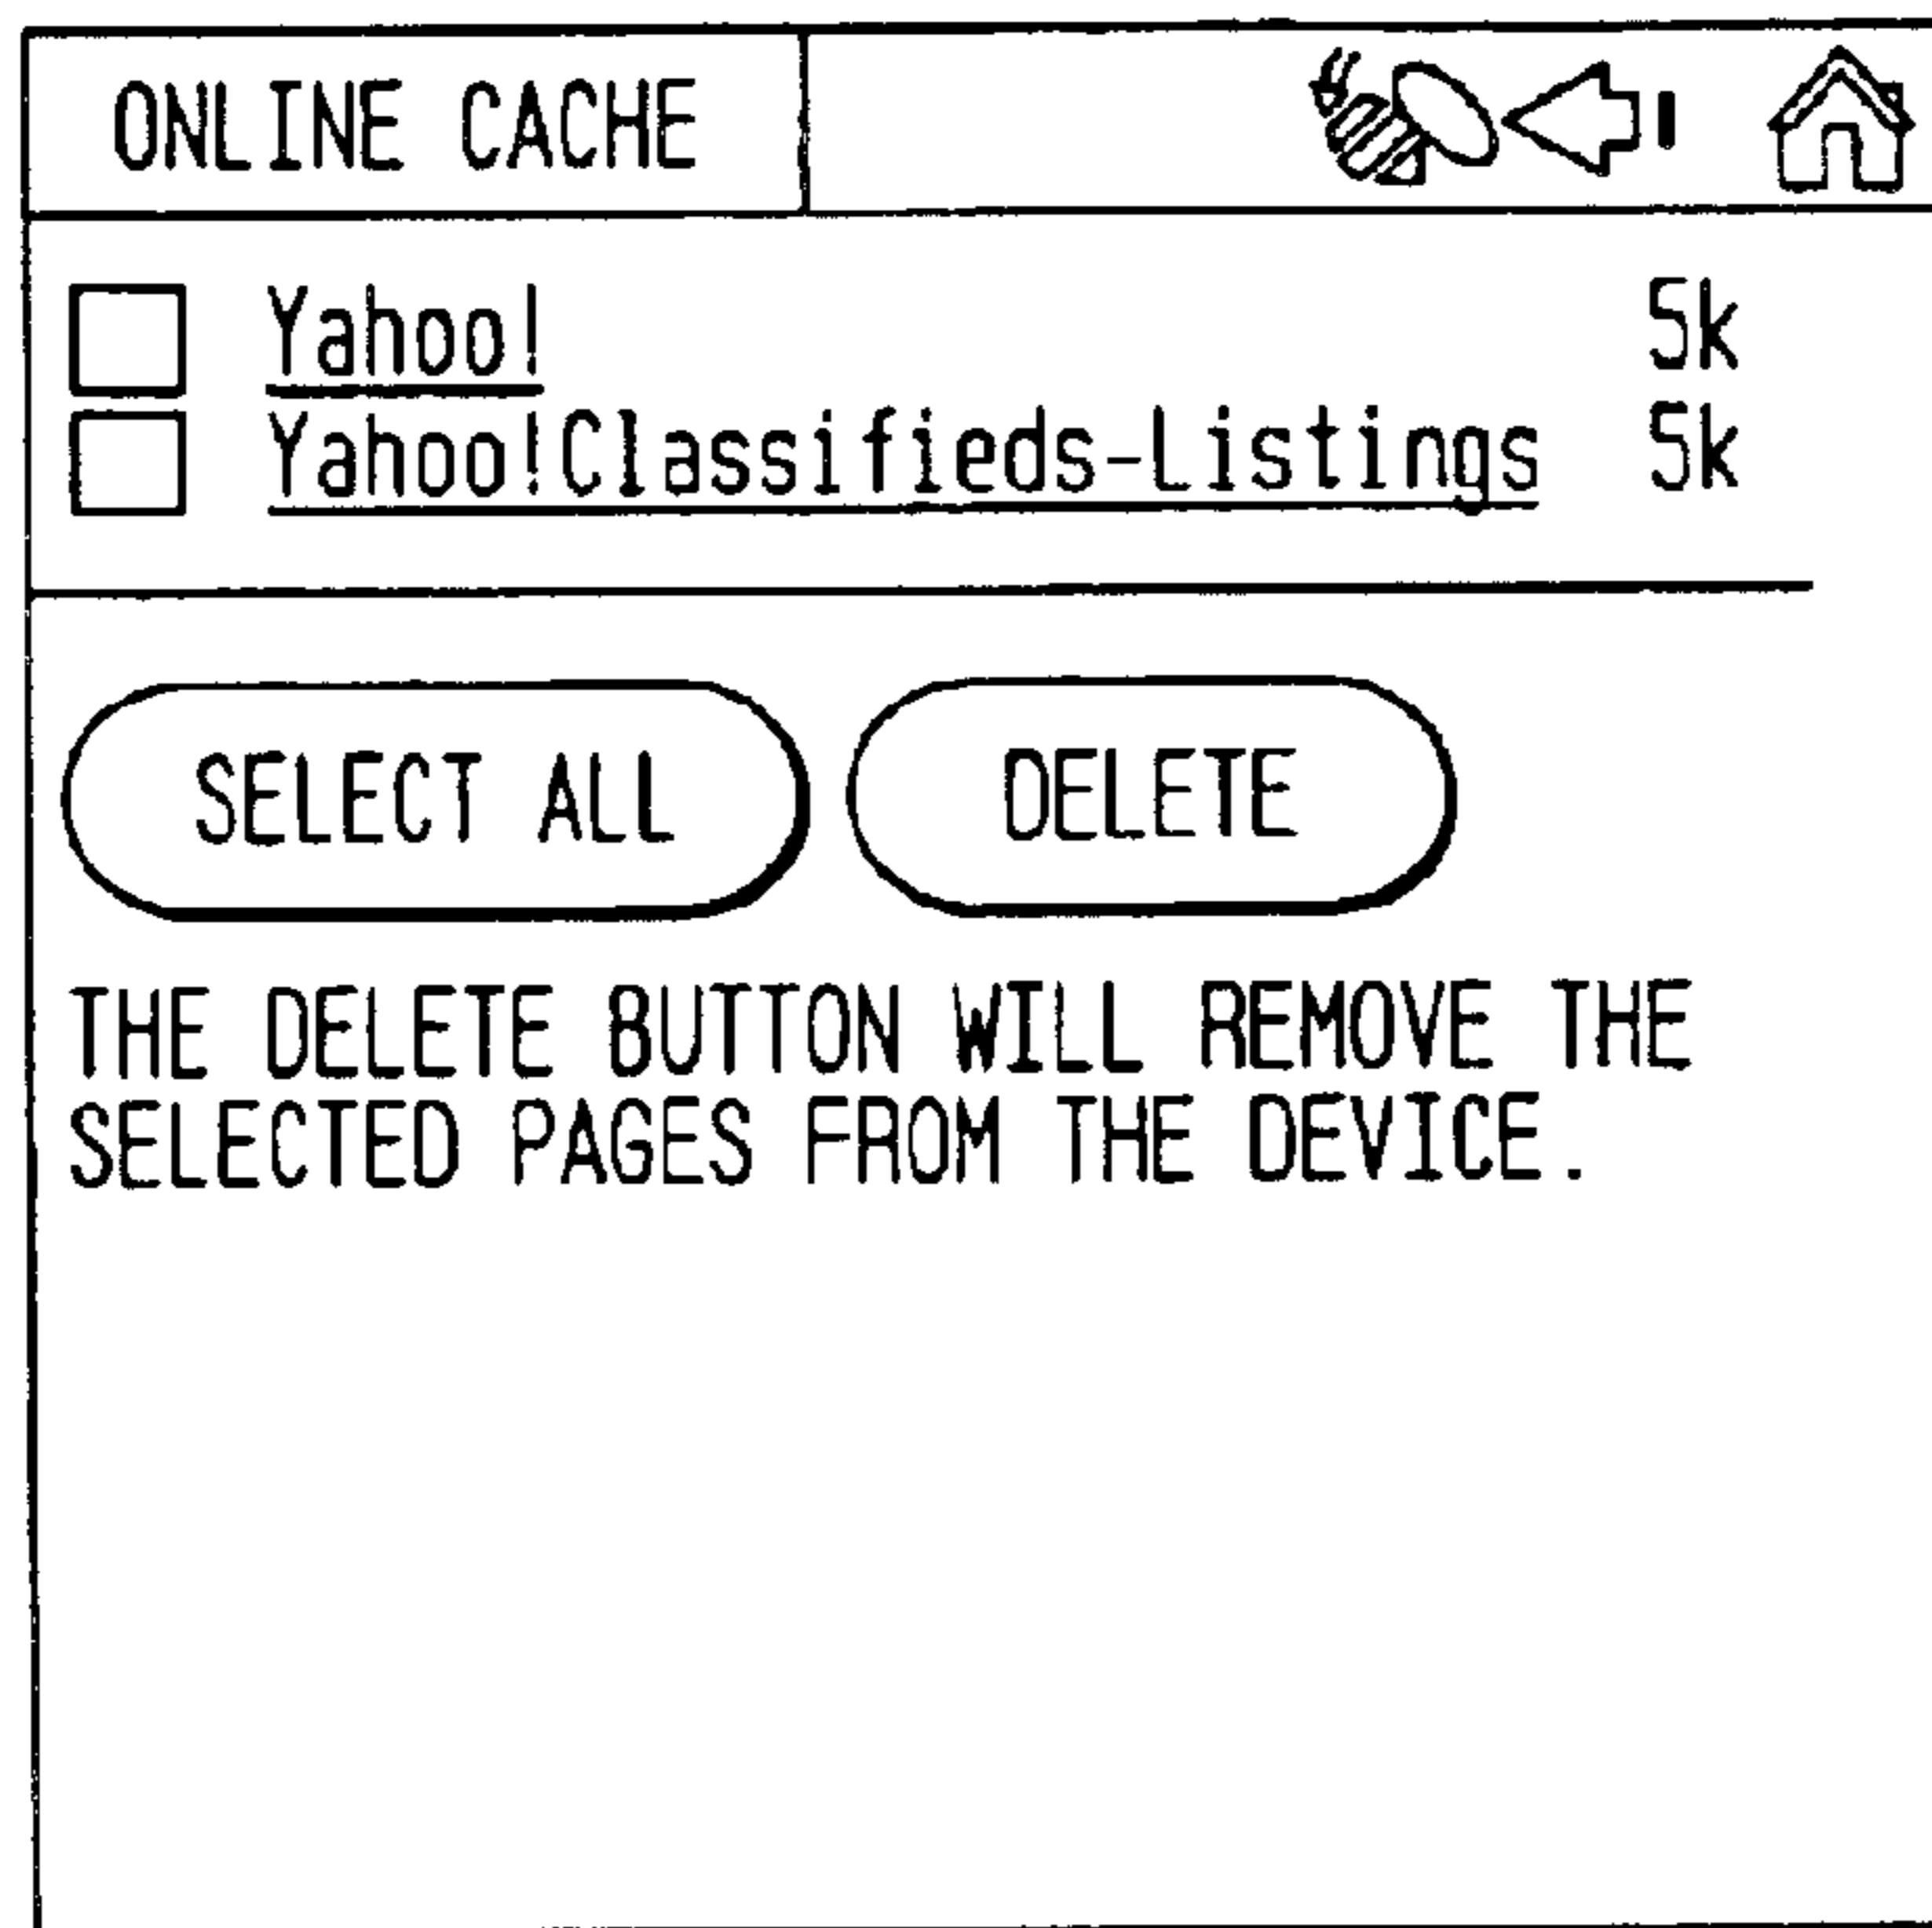 ONLINE CACHE
Yahoo! 5k
Yahoo!Classifieds-Listings 5k
SELECT ALL DELETE
THE DELETE BUTTON WILL REMOVE THE
SELECTED PAGES FROM THE DEVICE.